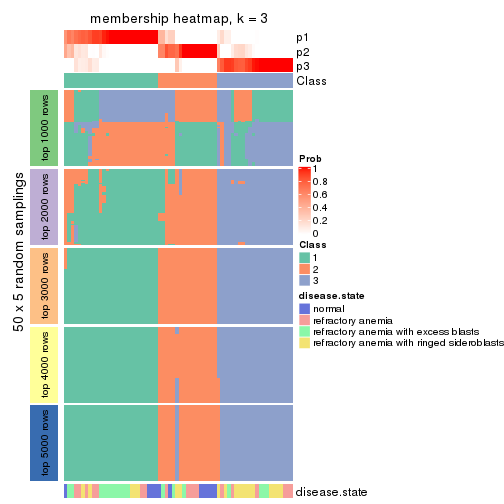 membership heatmap, k = 3
p1
p2
p3
Class
50 x 5 random samplings
top 1000 rows
top 2000 rows
top 3000 rows
top 4000 rows
top 5000 rows
Prob
1
0.8
0.6
0.4
0.2
0
Class
1
2
3
disease.state
normal
refractory anemia
refractory anemia with excess blasts
refractory anemia with ringed sideroblasts
disease.state